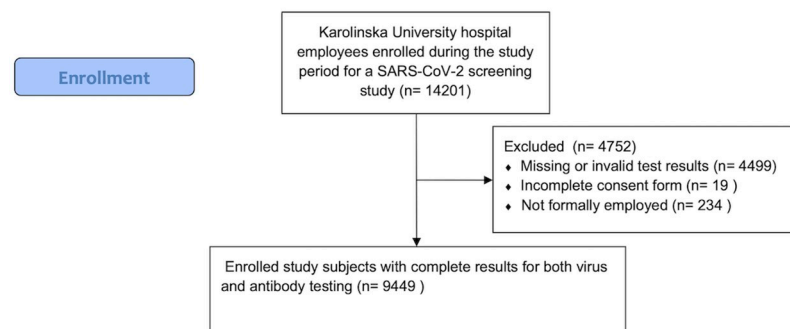 Karolinska University hospital
employees enrolled during the study
period for a SARS-CoV-2 screening
study (n= 14201)
Enrollment
Excluded (n= 4752)
♦ Missing or invalid test results (n= 4499)
♦ Incomplete consent form (n= 19 )
♦ Not formally employed (n= 234 )
Enrolled study subjects with complete results for both virus
and antibody testing (n= 9449 )